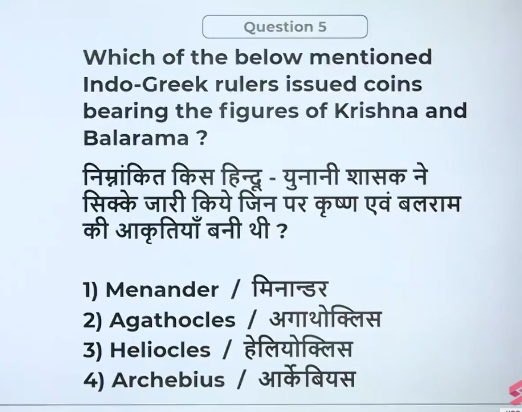 Question 5
Which of the below mentioned
Indo-Greek rulers issued coins
bearing the figures of Krishna and
Balarama ?
निम्नांकित किस हिन्दू - युनानी शासक ने
सिक्के जारी किये जिन पर कृष्ण एवं बलराम
की आकृतियाँ बनी थी ?
1) Menander / मिनान्डर
2) Agathocles / अगाथोक्लिस
3) Heliocles / हेलियोक्लिस
4) Archebius / आर्केबियस